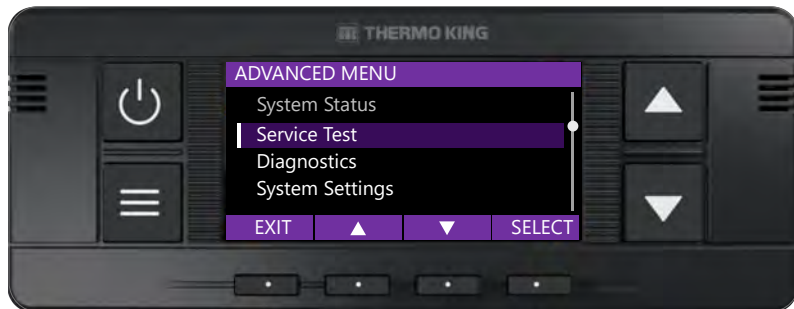 THERMO KING
ADVANCED MENU
System Status
Service Test
Diagnostics
System Settings
EXIT ▲ ▼ SELECT